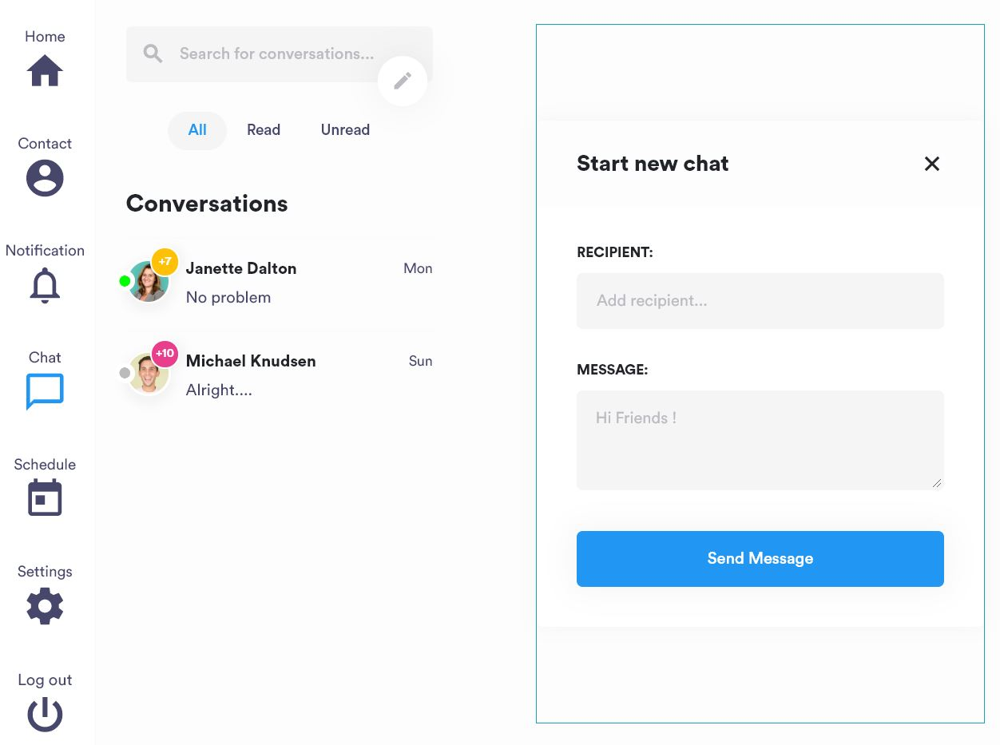 Home
Contact
Notification
Chat
Schedule
Settings
Log out
Search for conversations...
All Read Unread
Conversations
+7
Janette Dalton Mon
No problem
+10
Michael Knudsen Sun
Alright....
Start new chat
RECIPIENT:
Add recipient...
MESSAGE:
Hi Friends !
Send Message